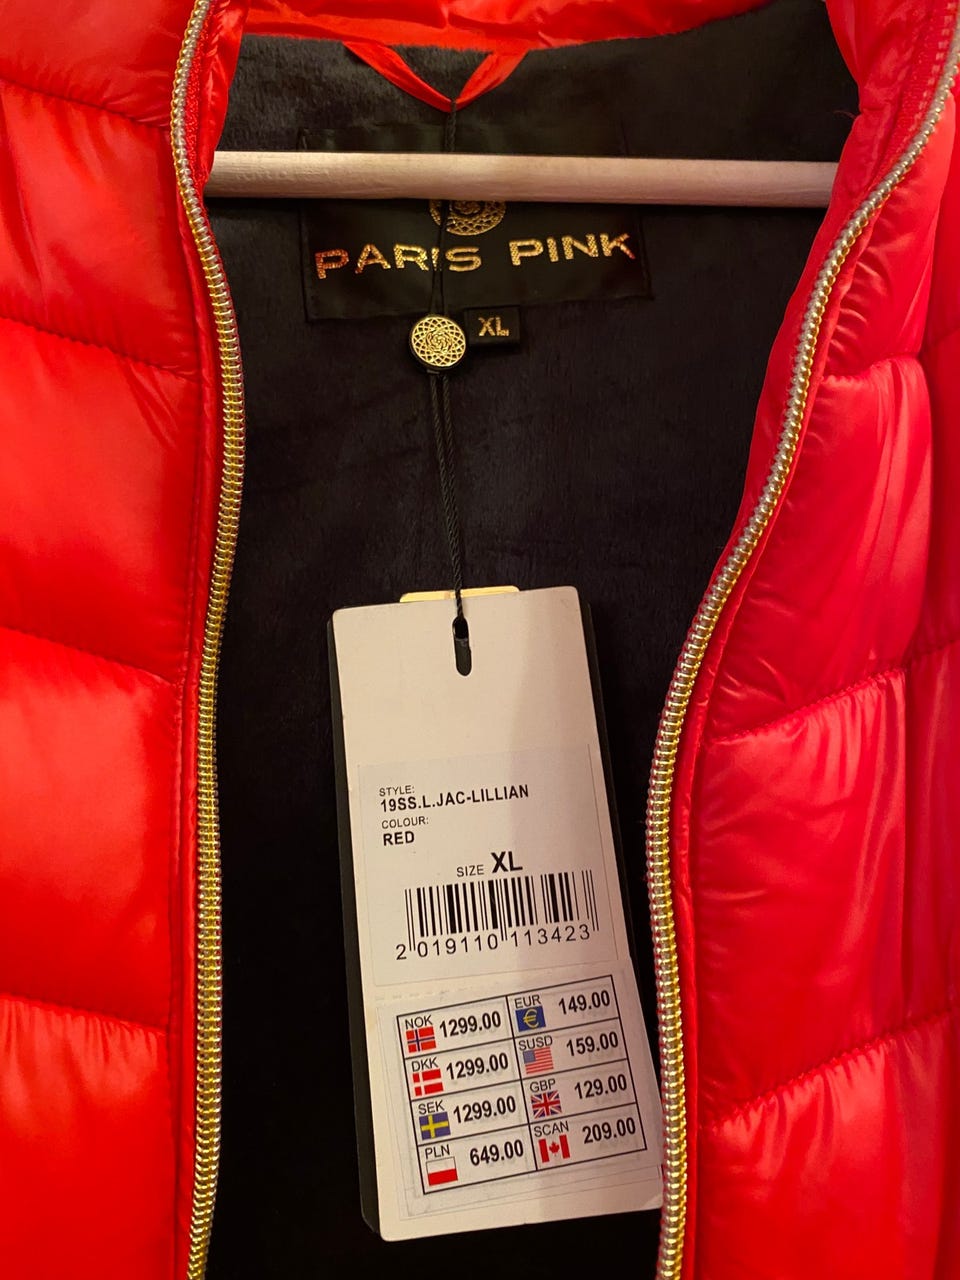 PARIS PINK
XL
STYLE:
19SS.L.JAC-LILLIAN
COLOUR:
RED
SIZE XL
2 019110 113423
NOK 1299.00 EUR 149.00
DKK 1299.00 SUSD 159.00
SEK 1299.00 GBP 129.00
PLN 649.00 SCAN 209.00